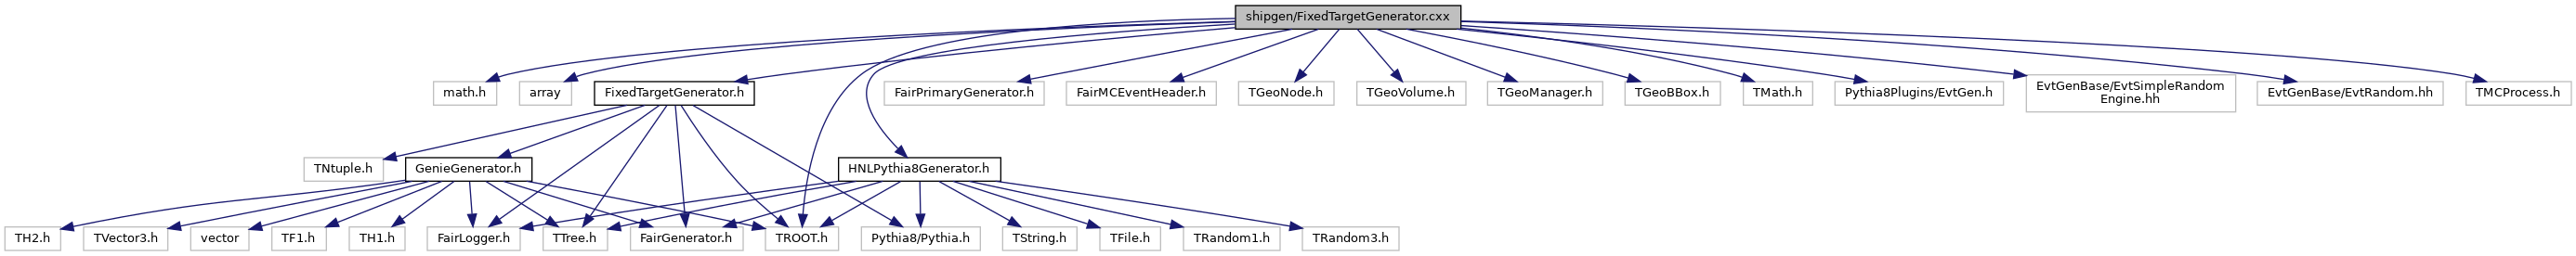 shipgen/FixedTargetGenerator.cxx
math.h
array
FixedTargetGenerator.h
FairPrimaryGenerator.h
FairMCEventHeader.h
TGeoNode.h
TGeoVolume.h
TGeoManager.h
TGeoBBox.h
TMath.h
Pythia8Plugins/EvtGen.h
EvtGenBase/EvtSimpleRandom
Engine.hh
EvtGenBase/EvtRandom.hh
TMCProcess.h
TNtuple.h
GenieGenerator.h
HNLPythia8Generator.h
TH2.h
TVector3.h
vector
TF1.h
TH1.h
FairLogger.h
TTree.h
FairGenerator.h
TROOT.h
Pythia8/Pythia.h
TString.h
TFile.h
TRandom1.h
TRandom3.h